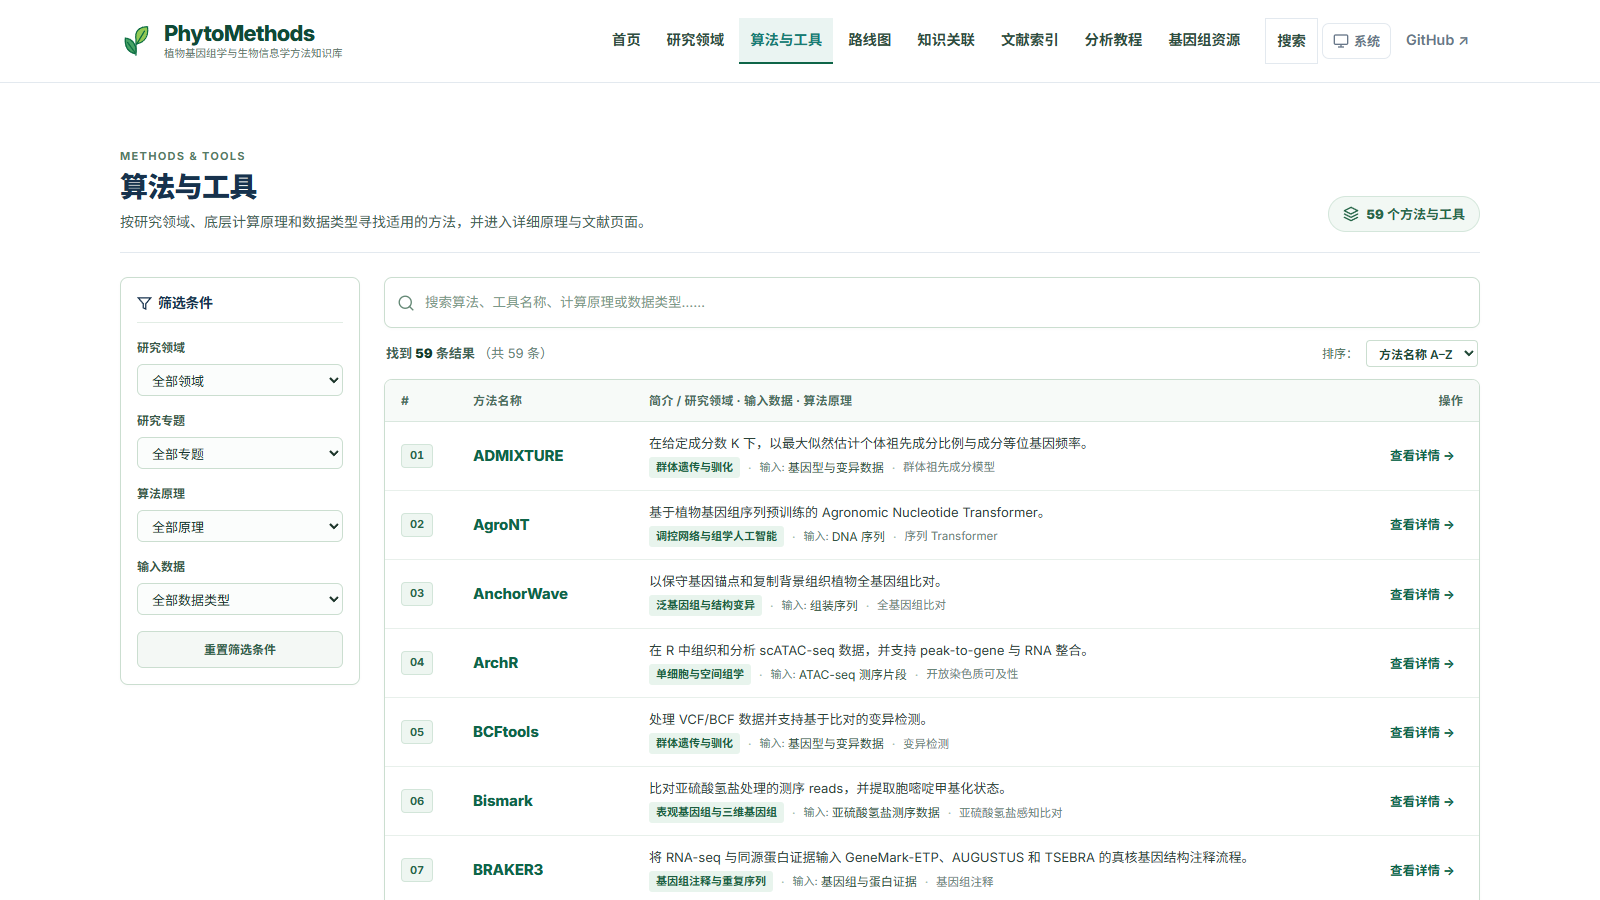 PhytoMethods
植物基因组学与生物信息学方法知识库
首页 研究领域 算法与工具 路线图 知识关联 文献索引 分析教程 基因组资源 搜索 系统 GitHub ↗
METHODS & TOOLS
算法与工具
按研究领域、底层计算原理和数据类型寻找适用的方法，并进入详细原理与文献页面。
59 个方法与工具
筛选条件
研究领域
全部领域
研究专题
全部专题
算法原理
全部原理
输入数据
全部数据类型
重置筛选条件
搜索算法、工具名称、计算原理或数据类型……
找到 59 条结果 （共 59 条）
排序： 方法名称 A–Z
# 方法名称 简介 / 研究领域 · 输入数据 · 算法原理 操作
01 ADMIXTURE 在给定成分数 K 下，以最大似然估计个体祖先成分比例与成分等位基因频率。 查看详情 →
群体遗传与驯化 · 输入: 基因型与变异数据 · 群体祖先成分模型
02 AgroNT 基于植物基因组序列预训练的 Agronomic Nucleotide Transformer。 查看详情 →
调控网络与组学人工智能 · 输入: DNA 序列 · 序列 Transformer
03 AnchorWave 以保守基因锚点和复制背景组织植物全基因组比对。 查看详情 →
泛基因组与结构变异 · 输入: 组装序列 · 全基因组比对
04 ArchR 在 R 中组织和分析 scATAC-seq 数据，并支持 peak-to-gene 与 RNA 整合。 查看详情 →
单细胞与空间组学 · 输入: ATAC-seq 测序片段 · 开放染色质可及性
05 BCFtools 处理 VCF/BCF 数据并支持基于比对的变异检测。 查看详情 →
群体遗传与驯化 · 输入: 基因型与变异数据 · 变异检测
06 Bismark 比对亚硫酸氢盐处理的测序 reads，并提取胞嘧啶甲基化状态。 查看详情 →
表观基因组与三维基因组 · 输入: 亚硫酸氢盐测序数据 · 亚硫酸氢盐感知比对
07 BRAKER3 将 RNA-seq 与同源蛋白证据输入 GeneMark-ETP、AUGUSTUS 和 TSEBRA 的真核基因结构注释流程。 查看详情 →
基因组注释与重复序列 · 输入: 基因组与蛋白证据 · 基因组注释